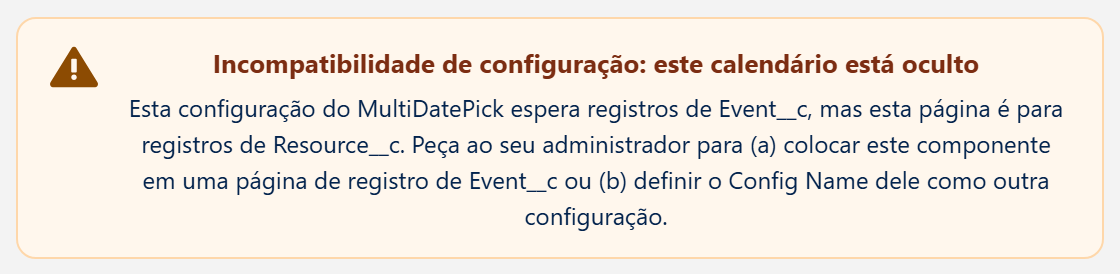 Incompatibilidade de configuração: este calendário está oculto
Esta configuração do MultiDatePick espera registros de Event__c, mas esta página é para
registros de Resource__c. Peça ao seu administrador para (a) colocar este componente
em uma página de registro de Event__c ou (b) definir o Config Name dele como outra
configuração.